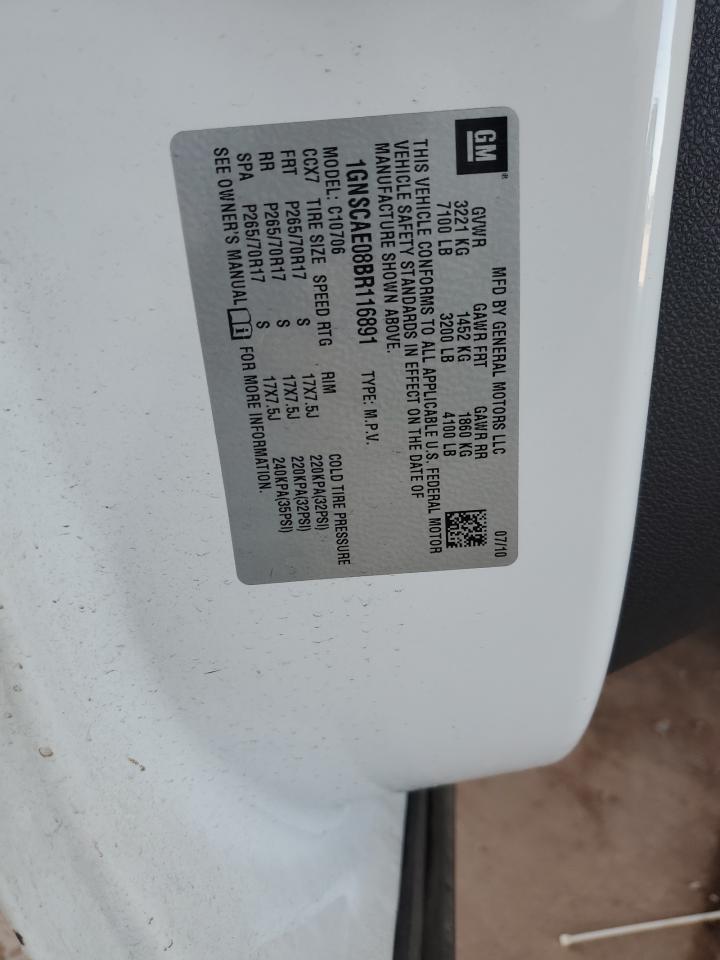 GM®
MFD BY GENERAL MOTORS LLC 07/10
GVWR GAWR FRT GAWR RR
3221 KG 1452 KG 1860 KG
7100 LB 3200 LB 4100 LB
THIS VEHICLE CONFORMS TO ALL APPLICABLE U.S. FEDERAL MOTOR
VEHICLE SAFETY STANDARDS IN EFFECT ON THE DATE OF
MANUFACTURE SHOWN ABOVE.
1GNSCAE08BR116891 TYPE: M.P.V.
MODEL: C10706
CCX7 TIRE SIZE SPEED RTG RIM COLD TIRE PRESSURE
FRT P265/70R17 S 17X7.5J 220KPA(32PSI)
RR P265/70R17 S 17X7.5J 220KPA(32PSI)
SPA P265/70R17 S 17X7.5J 240KPA(35PSI)
SEE OWNER'S MANUAL FOR MORE INFORMATION.